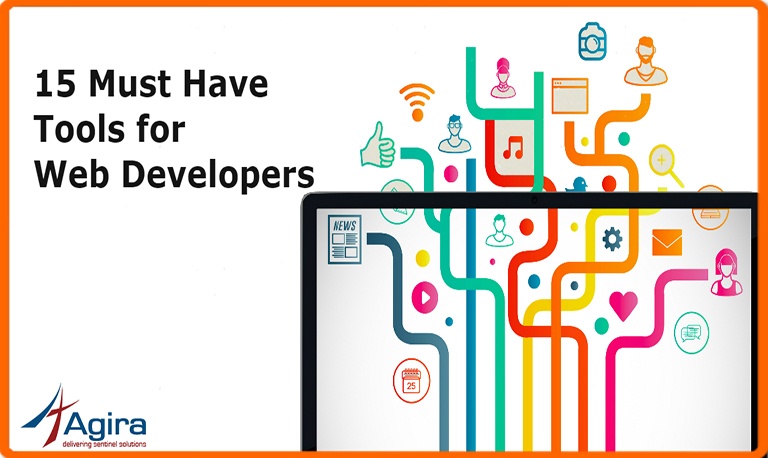 15 Must Have
Tools for
Web Developers
NEWS
25
Agira
delivering sentinel solutions